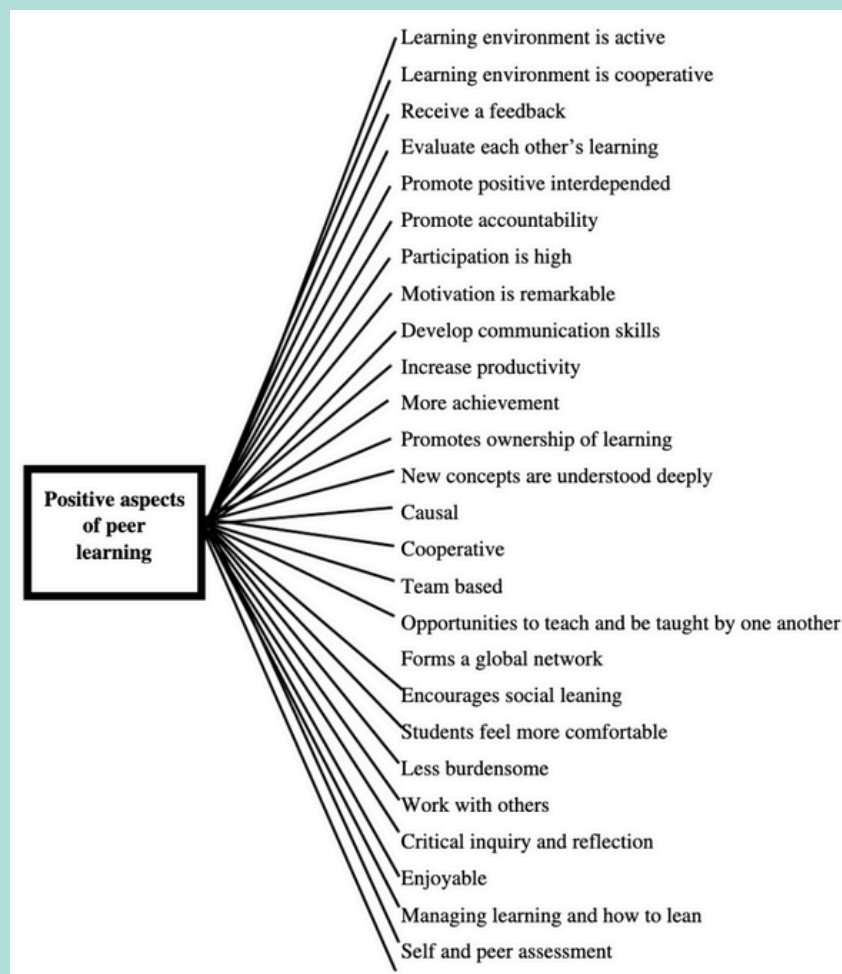 Learning environment is active
Learning environment is cooperative
Receive a feedback
Evaluate each other's learning
Promote positive interdepended
Promote accountability
Participation is high
Motivation is remarkable
Develop communication skills
Increase productivity
More achievement
Promotes ownership of learning
New concepts are understood deeply
Positive aspects
of peer
learning
Causal
Cooperative
Team based
Opportunities to teach and be taught by one another
Forms a global network
Encourages social leaning
Students feel more comfortable
Less burdensome
Work with others
Critical inquiry and reflection
Enjoyable
Managing learning and how to lean
Self and peer assessment